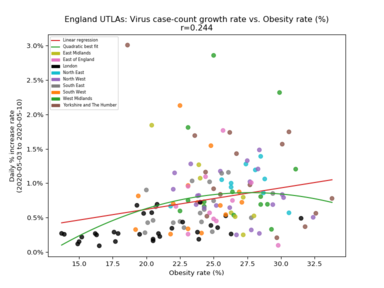 England UTLAs: Virus case-count growth rate vs. Obesity rate (%)
r=0.244
Linear regression
Quadratic best fit
East Midlands
East of England
London
North East
North West
South East
South West
West Midlands
Yorkshire and The Humber
3.0%
2.5%
2.0%
1.5%
1.0%
0.5%
0.0%
Daily % increase rate
(2020-05-03 to 2020-05-10)
15.0 17.5 20.0 22.5 25.0 27.5 30.0 32.5
Obesity rate (%)